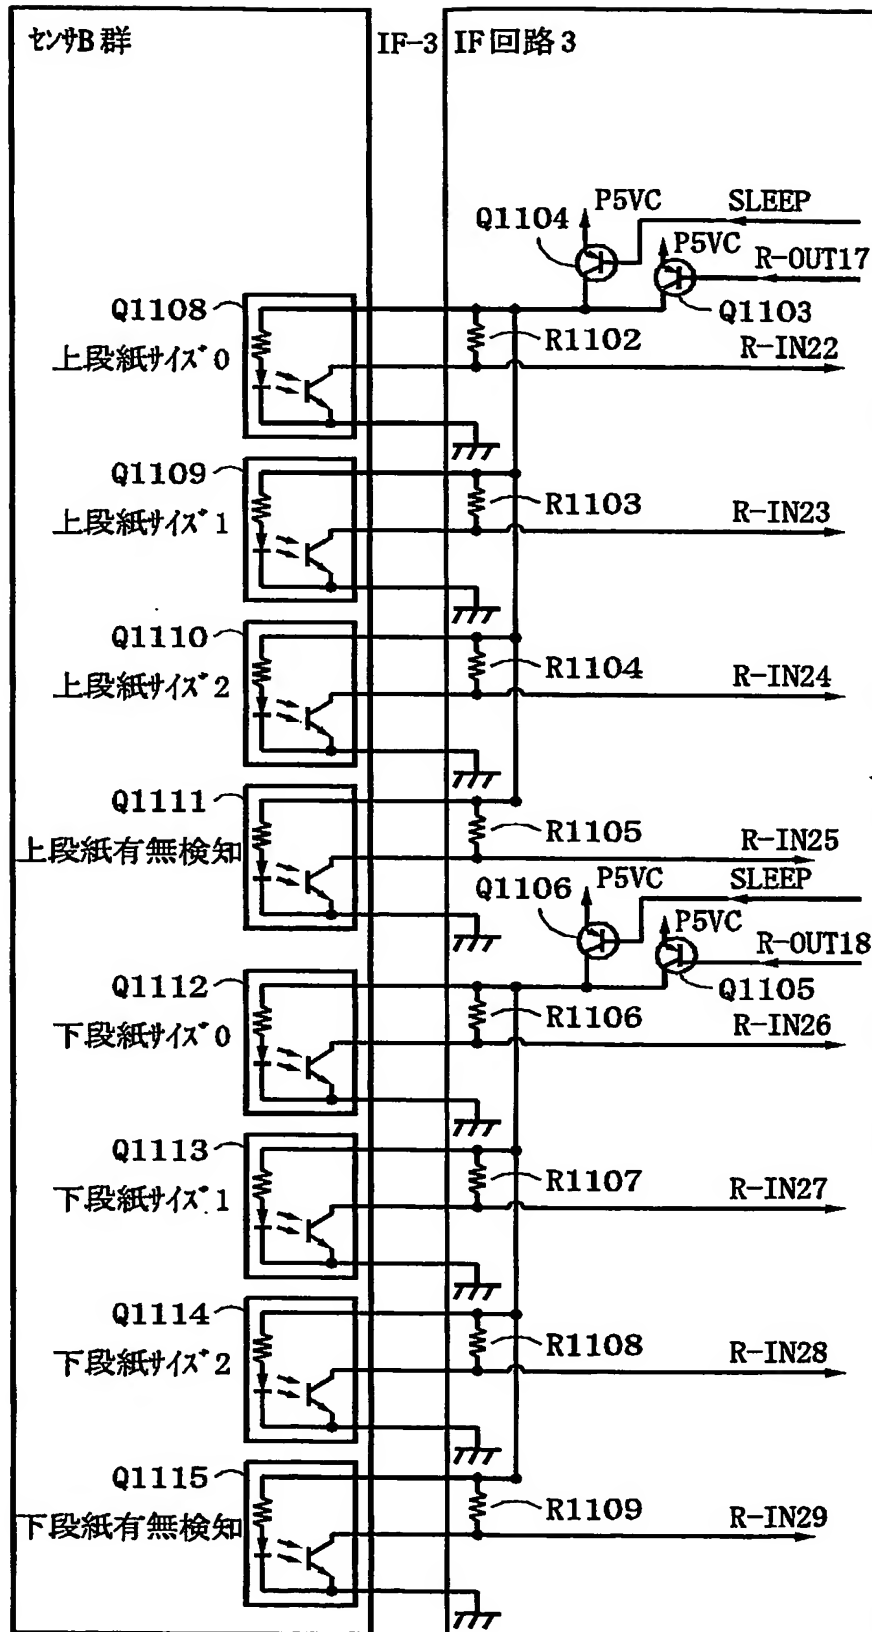 センサB群
IF-3
IF回路3
P5VC
SLEEP
Q1104
P5VC
R-OUT17
Q1108
Q1103
上段紙サイズ0
R1102
R-IN22
Q1109
上段紙サイズ1
R1103
R-IN23
Q1110
上段紙サイズ2
R1104
R-IN24
Q1111
上段紙有無検知
R1105
R-IN25
Q1106
P5VC
SLEEP
P5VC
R-OUT18
Q1112
Q1105
下段紙サイズ0
R1106
R-IN26
Q1113
下段紙サイズ1
R1107
R-IN27
Q1114
下段紙サイズ2
R1108
R-IN28
Q1115
下段紙有無検知
R1109
R-IN29